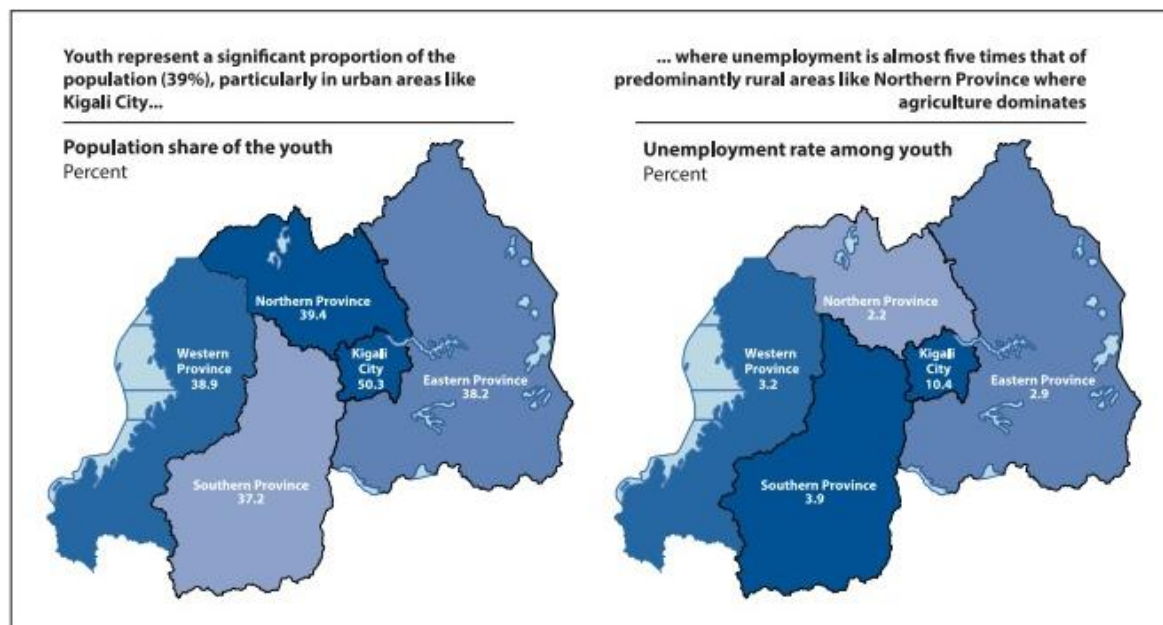 Youth represent a significant proportion of the
population (39%), particularly in urban areas like
Kigali City...
Population share of the youth
Percent
Northern Province
39.4
Western
Province
38.9
Kigali
City
50.3
Eastern Province
38.2
Southern Province
37.2
... where unemployment is almost five times that of
predominantly rural areas like Northern Province where
agriculture dominates
Unemployment rate among youth
Percent
Northern Province
2.2
Western
Province
3.2
Kigali
City
10.4
Eastern Province
2.9
Southern Province
3.9